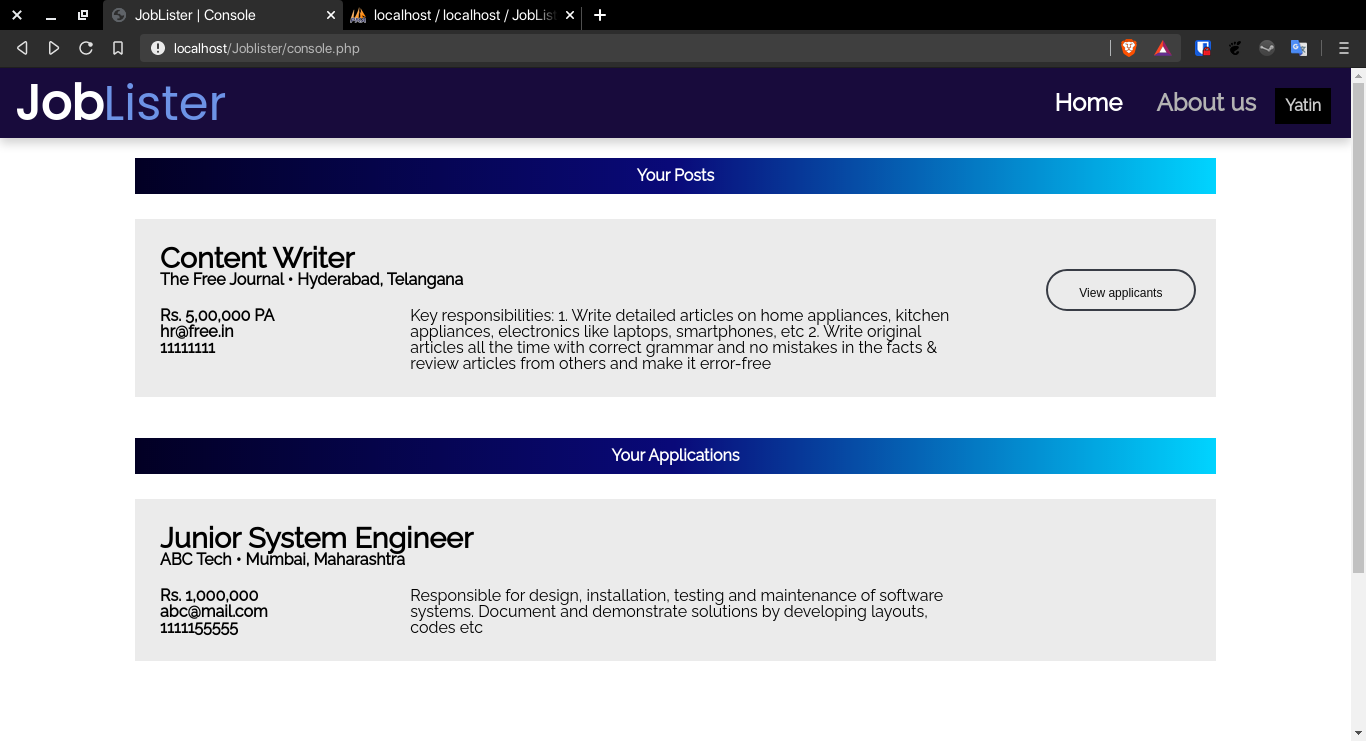 JobLister | Console
localhost / localhost / JobLis
localhost/Joblister/console.php
JobLister
Home
About us
Yatin
Your Posts
Content Writer
The Free Journal • Hyderabad, Telangana
View applicants
Rs. 5,00,000 PA
hr@free.in
11111111
Key responsibilities: 1. Write detailed articles on home appliances, kitchen
appliances, electronics like laptops, smartphones, etc 2. Write original
articles all the time with correct grammar and no mistakes in the facts &
review articles from others and make it error-free
Your Applications
Junior System Engineer
ABC Tech • Mumbai, Maharashtra
Rs. 1,000,000
abc@mail.com
1111155555
Responsible for design, installation, testing and maintenance of software
systems. Document and demonstrate solutions by developing layouts,
codes etc